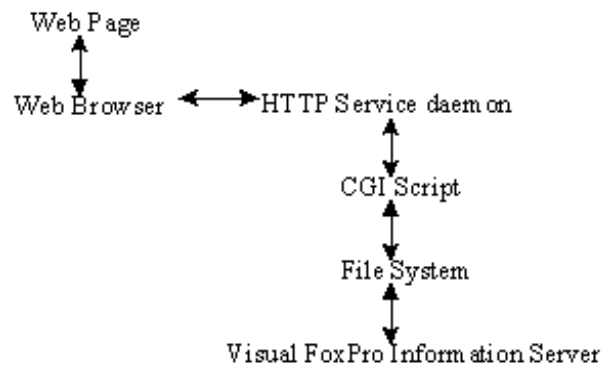 Web Page
Web Browser
HTTP Service daemon
CGI Script
File System
Visual FoxPro Information Server